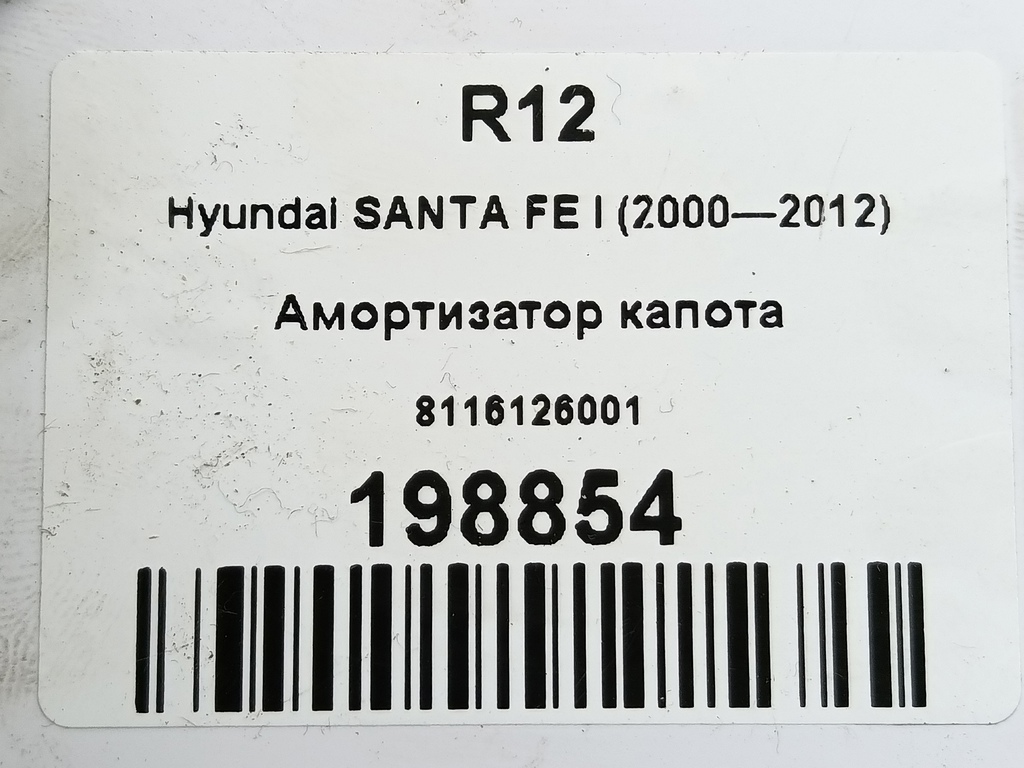 R12
Hyundai SANTA FE I (2000—2012)
Амортизатор капота
8116126001
198854